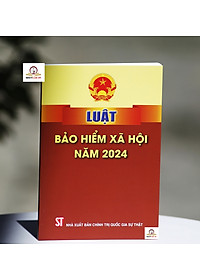 LUẬT
BẢO HIỂM XÃ HỘI
NĂM 2024
ST NHÀ XUẤT BẢN CHÍNH TRỊ QUỐC GIA SỰ THẬT